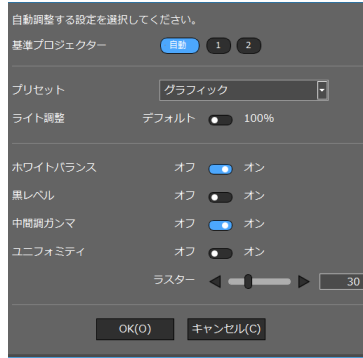 自動調整する設定を選択してください。
基準プロジェクター 自動 1 2
プリセット グラフィック
ライト調整 デフォルト 100%
ホワイトバランス オフ オン
黒レベル オフ オン
中間調ガンマ オフ オン
ユニフォミティ オフ オン
ラスター 30
OK(O) キャンセル(C)